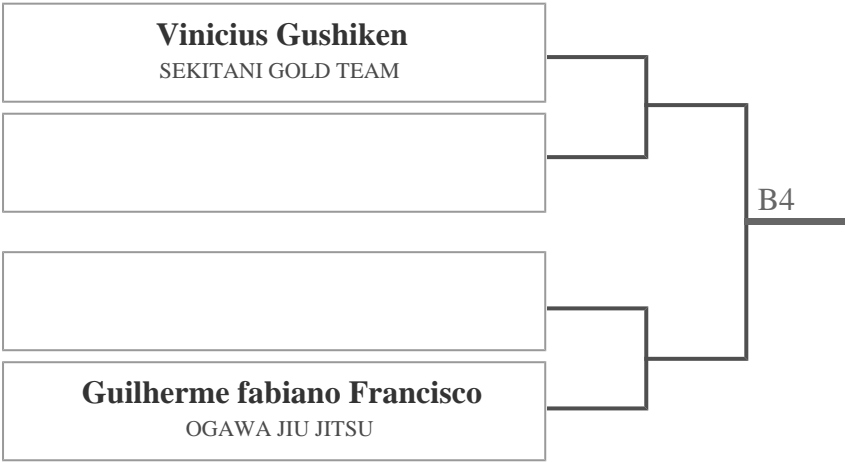 Vinicius Gushiken
SEKITANI GOLD TEAM
B4
Guilherme fabiano Francisco
OGAWA JIU JITSU